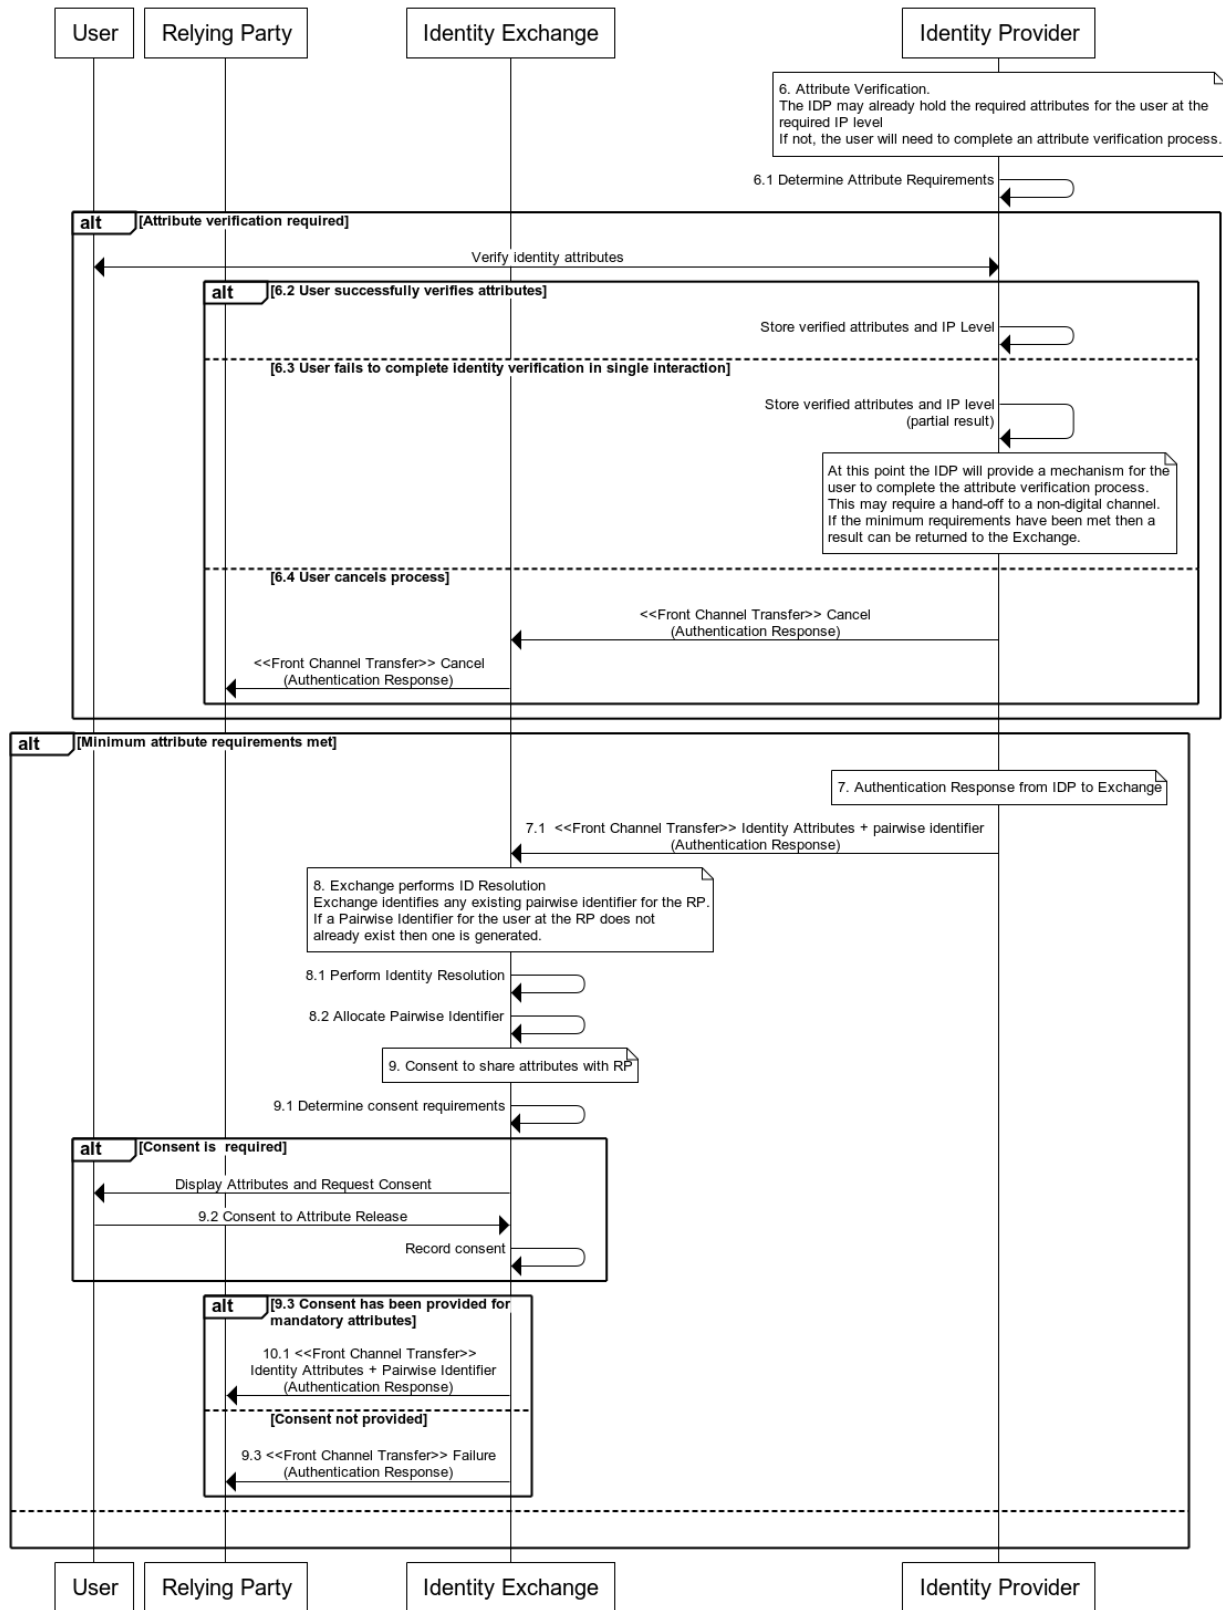 User
Relying Party
Identity Exchange
Identity Provider
6. Attribute Verification.
The IDP may already hold the required attributes for the user at the
required IP level
If not, the user will need to complete an attribute verification process.
6.1 Determine Attribute Requirements
alt [Attribute verification required]
Verify identity attributes
alt [6.2 User successfully verifies attributes]
Store verified attributes and IP Level
[6.3 User fails to complete identity verification in single interaction]
Store verified attributes and IP level
(partial result)
At this point the IDP will provide a mechanism for the
user to complete the attribute verification process.
This may require a hand-off to a non-digital channel.
If the minimum requirements have been met then a
result can be returned to the Exchange.
[6.4 User cancels process]
<<Front Channel Transfer>> Cancel
(Authentication Response)
<<Front Channel Transfer>> Cancel
(Authentication Response)
alt [Minimum attribute requirements met]
7. Authentication Response from IDP to Exchange
7.1 <<Front Channel Transfer>> Identity Attributes + pairwise identifier
(Authentication Response)
8. Exchange performs ID Resolution
Exchange identifies any existing pairwise identifier for the RP.
If a Pairwise Identifier for the user at the RP does not
already exist then one is generated.
8.1 Perform Identity Resolution
8.2 Allocate Pairwise Identifier
9. Consent to share attributes with RP
9.1 Determine consent requirements
alt [Consent is required]
Display Attributes and Request Consent
9.2 Consent to Attribute Release
Record consent
alt [9.3 Consent has been provided for
mandatory attributes]
10.1 <<Front Channel Transfer>>
Identity Attributes + Pairwise Identifier
(Authentication Response)
[Consent not provided]
9.3 <<Front Channel Transfer>> Failure
(Authentication Response)
User
Relying Party
Identity Exchange
Identity Provider